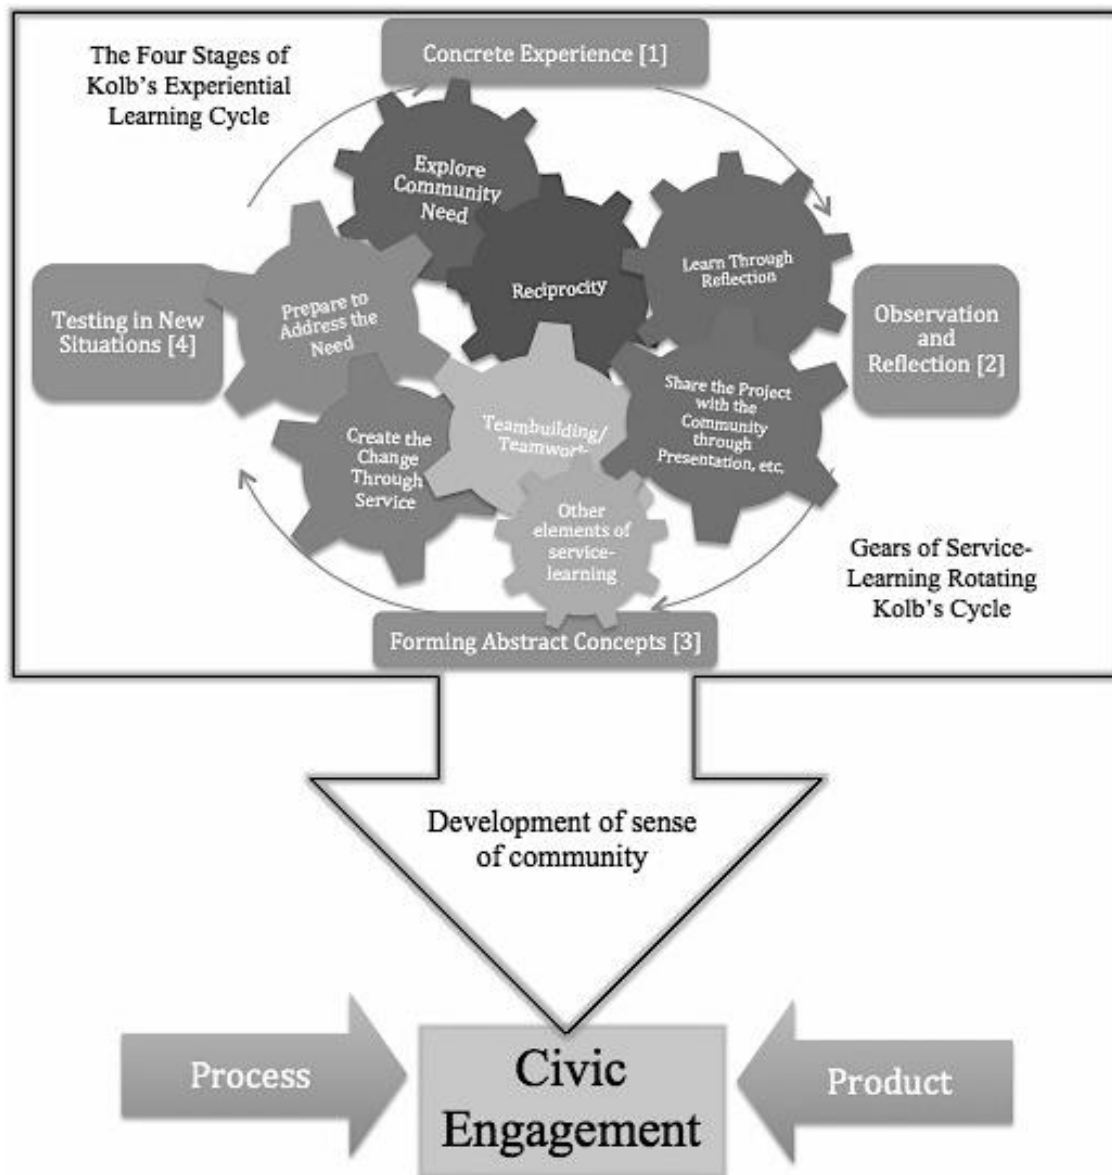 The Four Stages of
Kolb's Experiential
Learning Cycle
Concrete Experience [1]
Explore
Community
Need
Reciprocity
Learn Through
Reflection
Prepare to
Address the
Need
Testing in New
Situations [4]
Observation
and
Reflection [2]
Share the Project
with the
Community
through
Presentation, etc.
Teambuilding/
Teamwork
Create the
Change
Through
Service
Other
elements of
service-
learning
Gears of Service-
Learning Rotating
Kolb's Cycle
Forming Abstract Concepts [3]
Development of sense
of community
Process
Civic
Engagement
Product